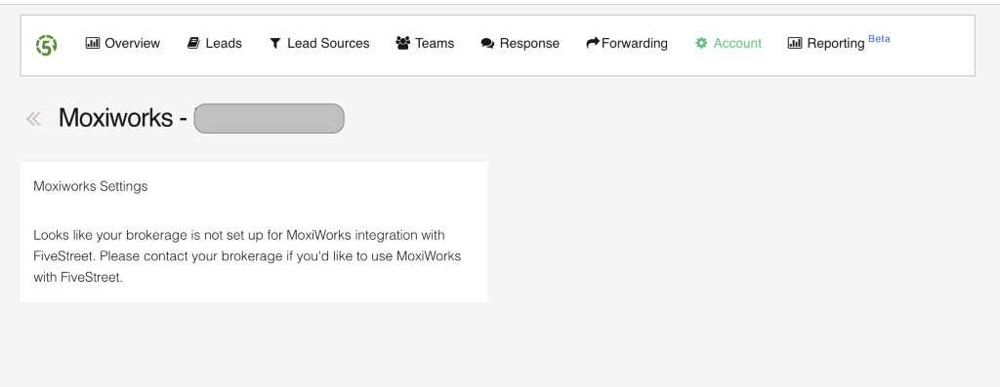 5 Overview Leads Lead Sources Teams Response Forwarding Account Reporting Beta
« Moxiworks -
Moxiworks Settings
Looks like your brokerage is not set up for MoxiWorks integration with
FiveStreet. Please contact your brokerage if you'd like to use MoxiWorks
with FiveStreet.